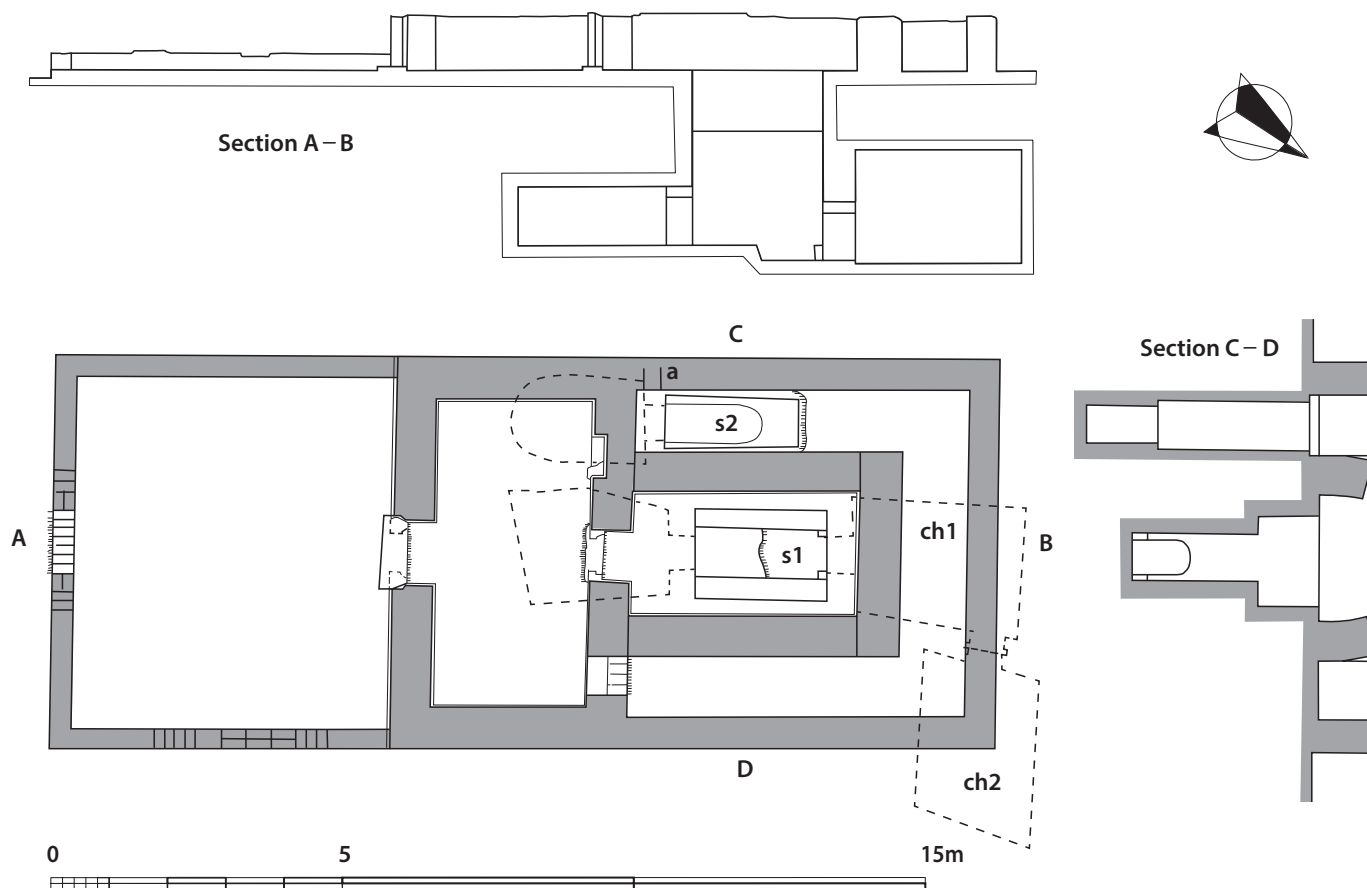 Section A – B
C
Section C – D
a
s2
A
ch1
B
s1
D
ch2
0 5 15m